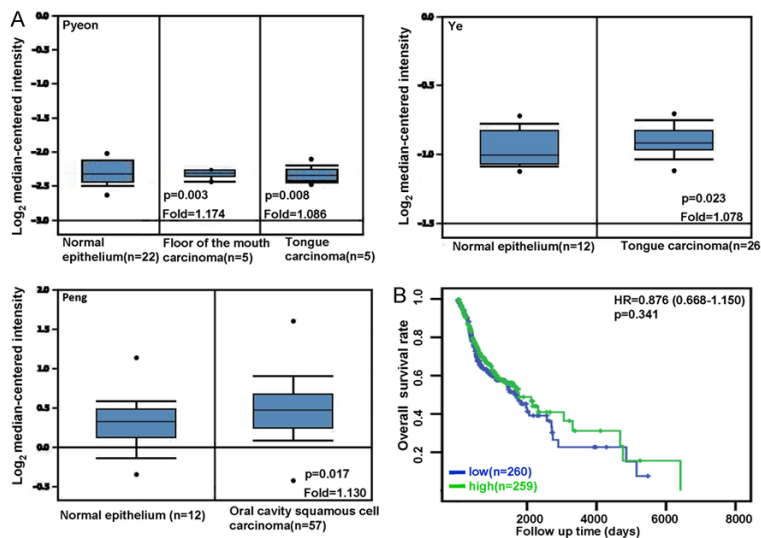 A
Pyeon
Log2 median-centered intensity
0.0
-0.5
-1.0
-1.5
-2.0
-2.5
-3.0
p=0.003
Fold=1.174
p=0.008
Fold=1.086
Normal epithelium(n=22)
Floor of the mouth carcinoma(n=5)
Tongue carcinoma(n=5)
Ye
Log2 median-centered intensity
0.0
-0.5
-1.0
-1.5
p=0.023
Fold=1.078
Normal epithelium(n=12)
Tongue carcinoma(n=26
Peng
Log2 median-centered intensity
2.0
1.5
1.0
0.5
0.0
-0.5
p=0.017
Fold=1.130
Normal epithelium (n=12)
Oral cavity squamous cell
carcinoma(n=57)
B
Overall survival rate
1.0
0.8
0.6
0.4
0.2
HR=0.876 (0.668-1.150)
p=0.341
low(n=260)
high(n=259)
2000 4000 6000 8000
Follow up time (days)